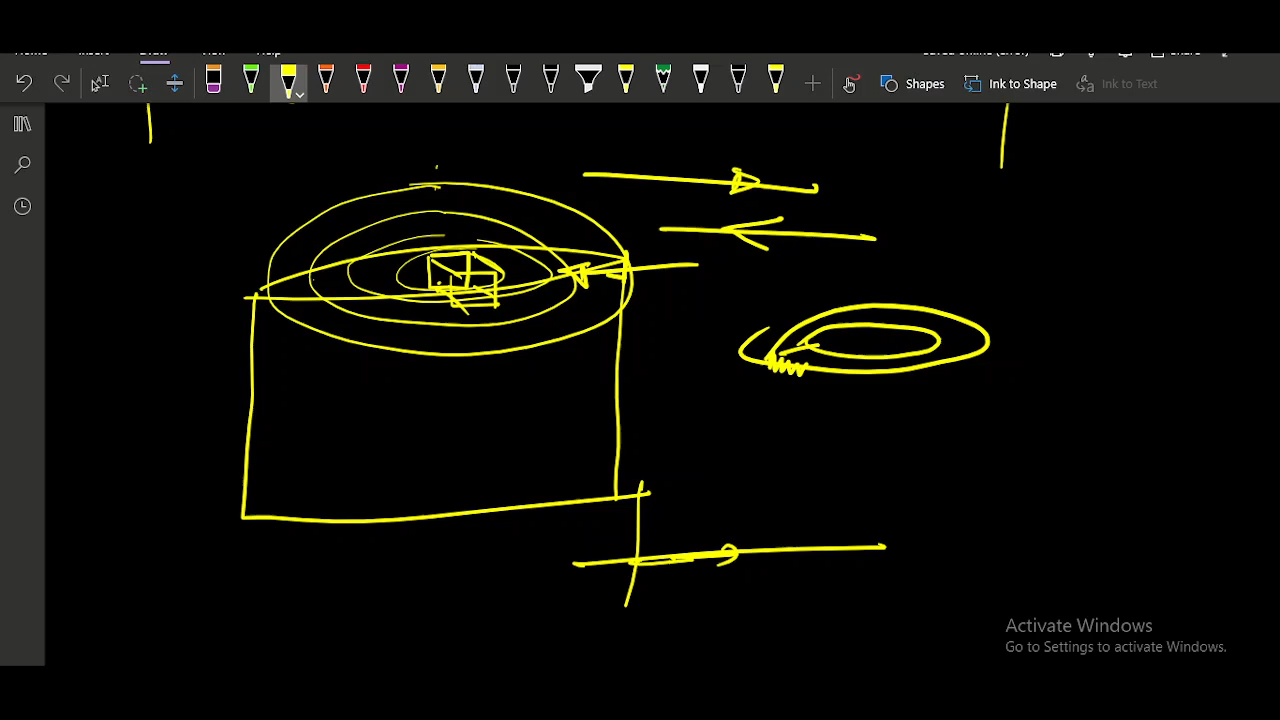 Shapes
Ink to Shape
Ink to Text
Activate Windows
Go to Settings to activate Windows.